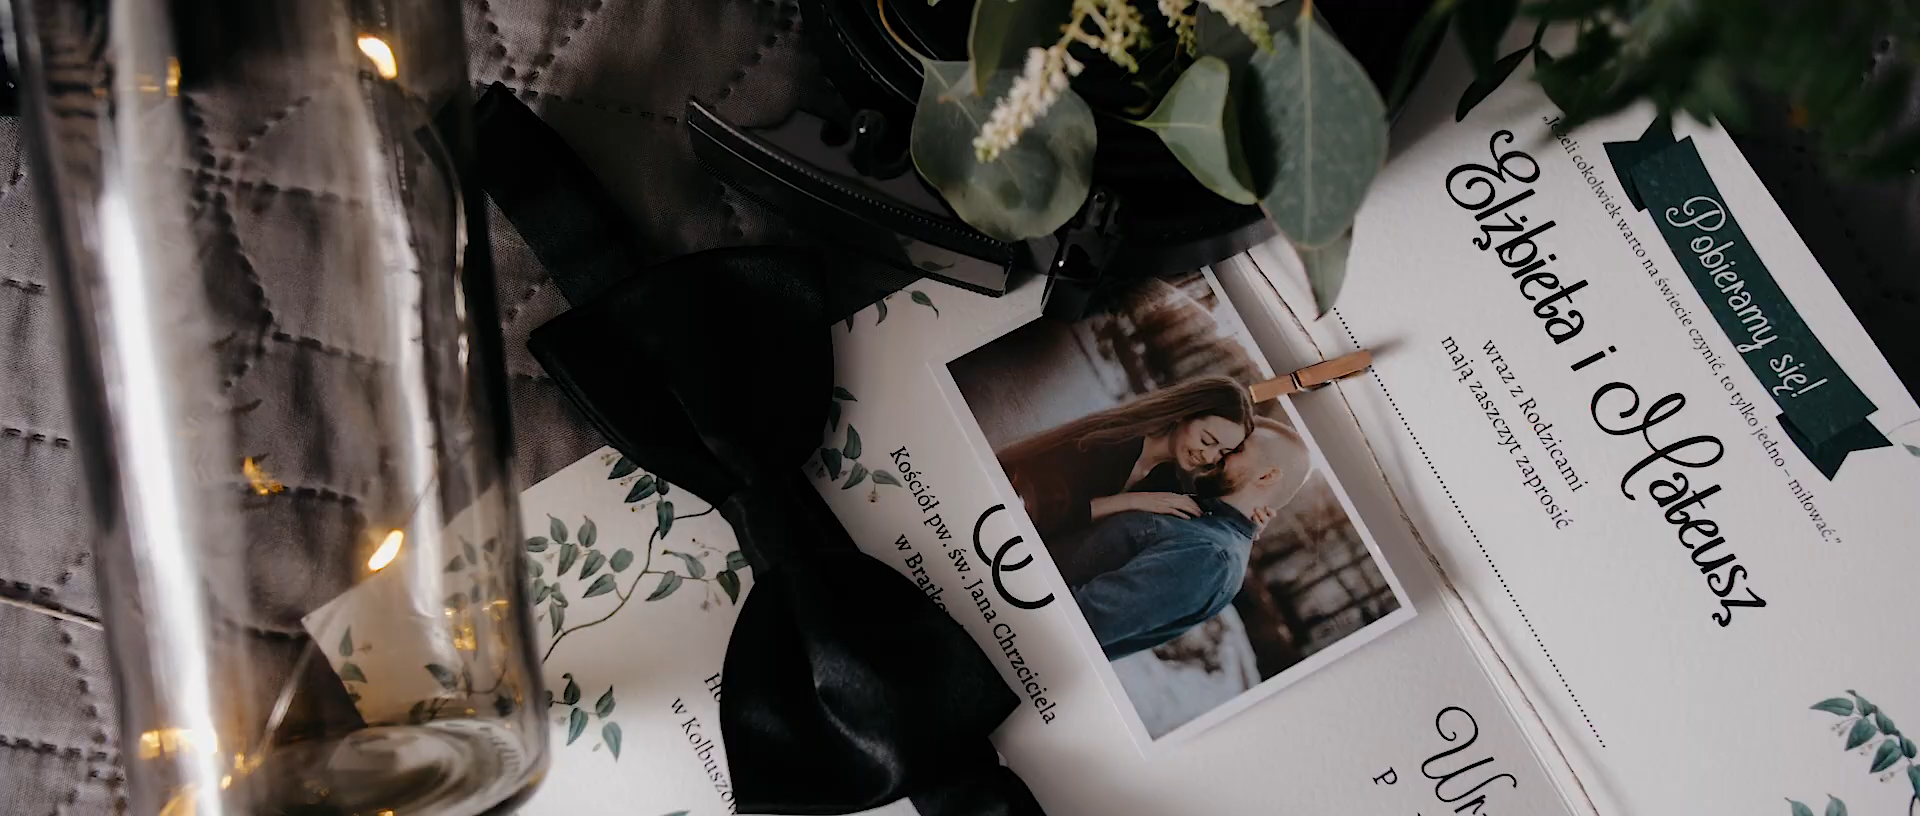 Pobieramy się!
„Jeżeli cokolwiek warto na świecie czynić, to tylko jedno – miłować.”
Elżbieta i Mateusz
wraz z Rodzicami
mają zaszczyt zaprosić
Kościół pw. św. Jana Chrzciciela
w
w
P